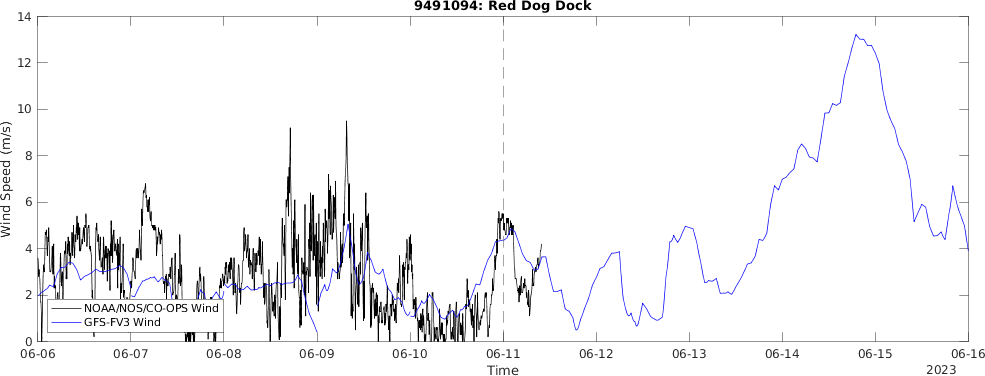 9491094: Red Dog Dock
Wind Speed (m/s)
14
12
10
8
6
4
2
0
NOAA/NOS/CO-OPS Wind
GFS-FV3 Wind
06-06 06-07 06-08 06-09 06-10 06-11 06-12 06-13 06-14 06-15 06-16
Time
2023